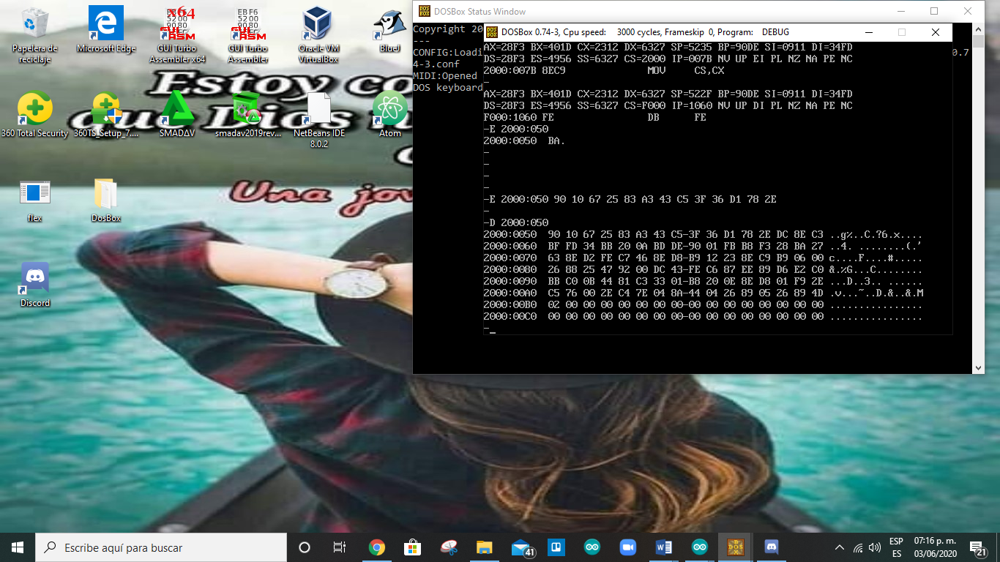 Papelera de
reciclaje
Microsoft Edge
x64
EB F6
5200
9080
GUI
ASM
GUI Turbo
Assembler x64
EB F6
5200
9080
GUI
ASM
GUI Turbo
Assembler
Oracle VM
VirtualBox
BlueJ
Estoy co
que Dios
Una jov
360 Total Security
360TS_Setup_7....
SMADΔV
smadav2019rev...
NetBeans IDE
8.0.2
Atom
flex
DosBox
Discord
DOSBox Status Window
Copyright 20
---
CONFIG:Loadi
0.7
4-3.conf
MIDI:Opened
DOS keyboard
DOSBox 0.74-3, Cpu speed: 3000 cycles, Frameskip 0, Program: DEBUG
AX=28F3 BX=401D CX=2312 DX=6327 SP=5235 BP=90DE SI=0911 DI=34FD
DS=28F3 ES=4956 SS=6327 CS=2000 IP=007B NV UP EI PL NZ NA PE NC
2000:007B 8EC9 MOV CS,CX
-
AX=28F3 BX=401D CX=2312 DX=6327 SP=522F BP=90DE SI=0911 DI=34FD
DS=28F3 ES=4956 SS=6327 CS=F000 IP=1060 NV UP DI PL NZ NA PE NC
F000:1060 FE DB FE
-E 2000:050
2000:0050 BA.
-
-
-
-
-E 2000:050 90 10 67 25 83 A3 43 C5 3F 36 D1 78 2E
-
-D 2000:050
2000:0050 90 10 67 25 83 A3 43 C5-3F 36 D1 78 2E DC 8E C3 ..g%..C.?6.x....
2000:0060 BF FD 34 BB 20 0A BD DE-90 01 FB B8 F3 28 BA 27 ..4. ........(.'
2000:0070 63 8E D2 FE C7 46 8E D8-B9 12 23 8E C9 B9 06 00 c....F....#.....
2000:0080 26 88 25 47 92 00 DC 43-FE C6 87 EE 89 D6 E2 C0 &.%G...C........
2000:0090 BB C0 0B 44 81 C3 33 01-B8 20 0E 8E D8 01 F9 2E ...D..3.. ......
2000:00A0 C5 76 00 2E C4 7E 04 8A-44 04 26 89 05 26 89 4D .v...~..D.&..&.M
2000:00B0 02 00 00 00 00 00 00 00-00 00 00 00 00 00 00 00 ................
2000:00C0 00 00 00 00 00 00 00 00-00 00 00 00 00 00 00 00 ................
-_
Escribe aquí para buscar
41
ESP
ES
07:16 p. m.
03/06/2020
21